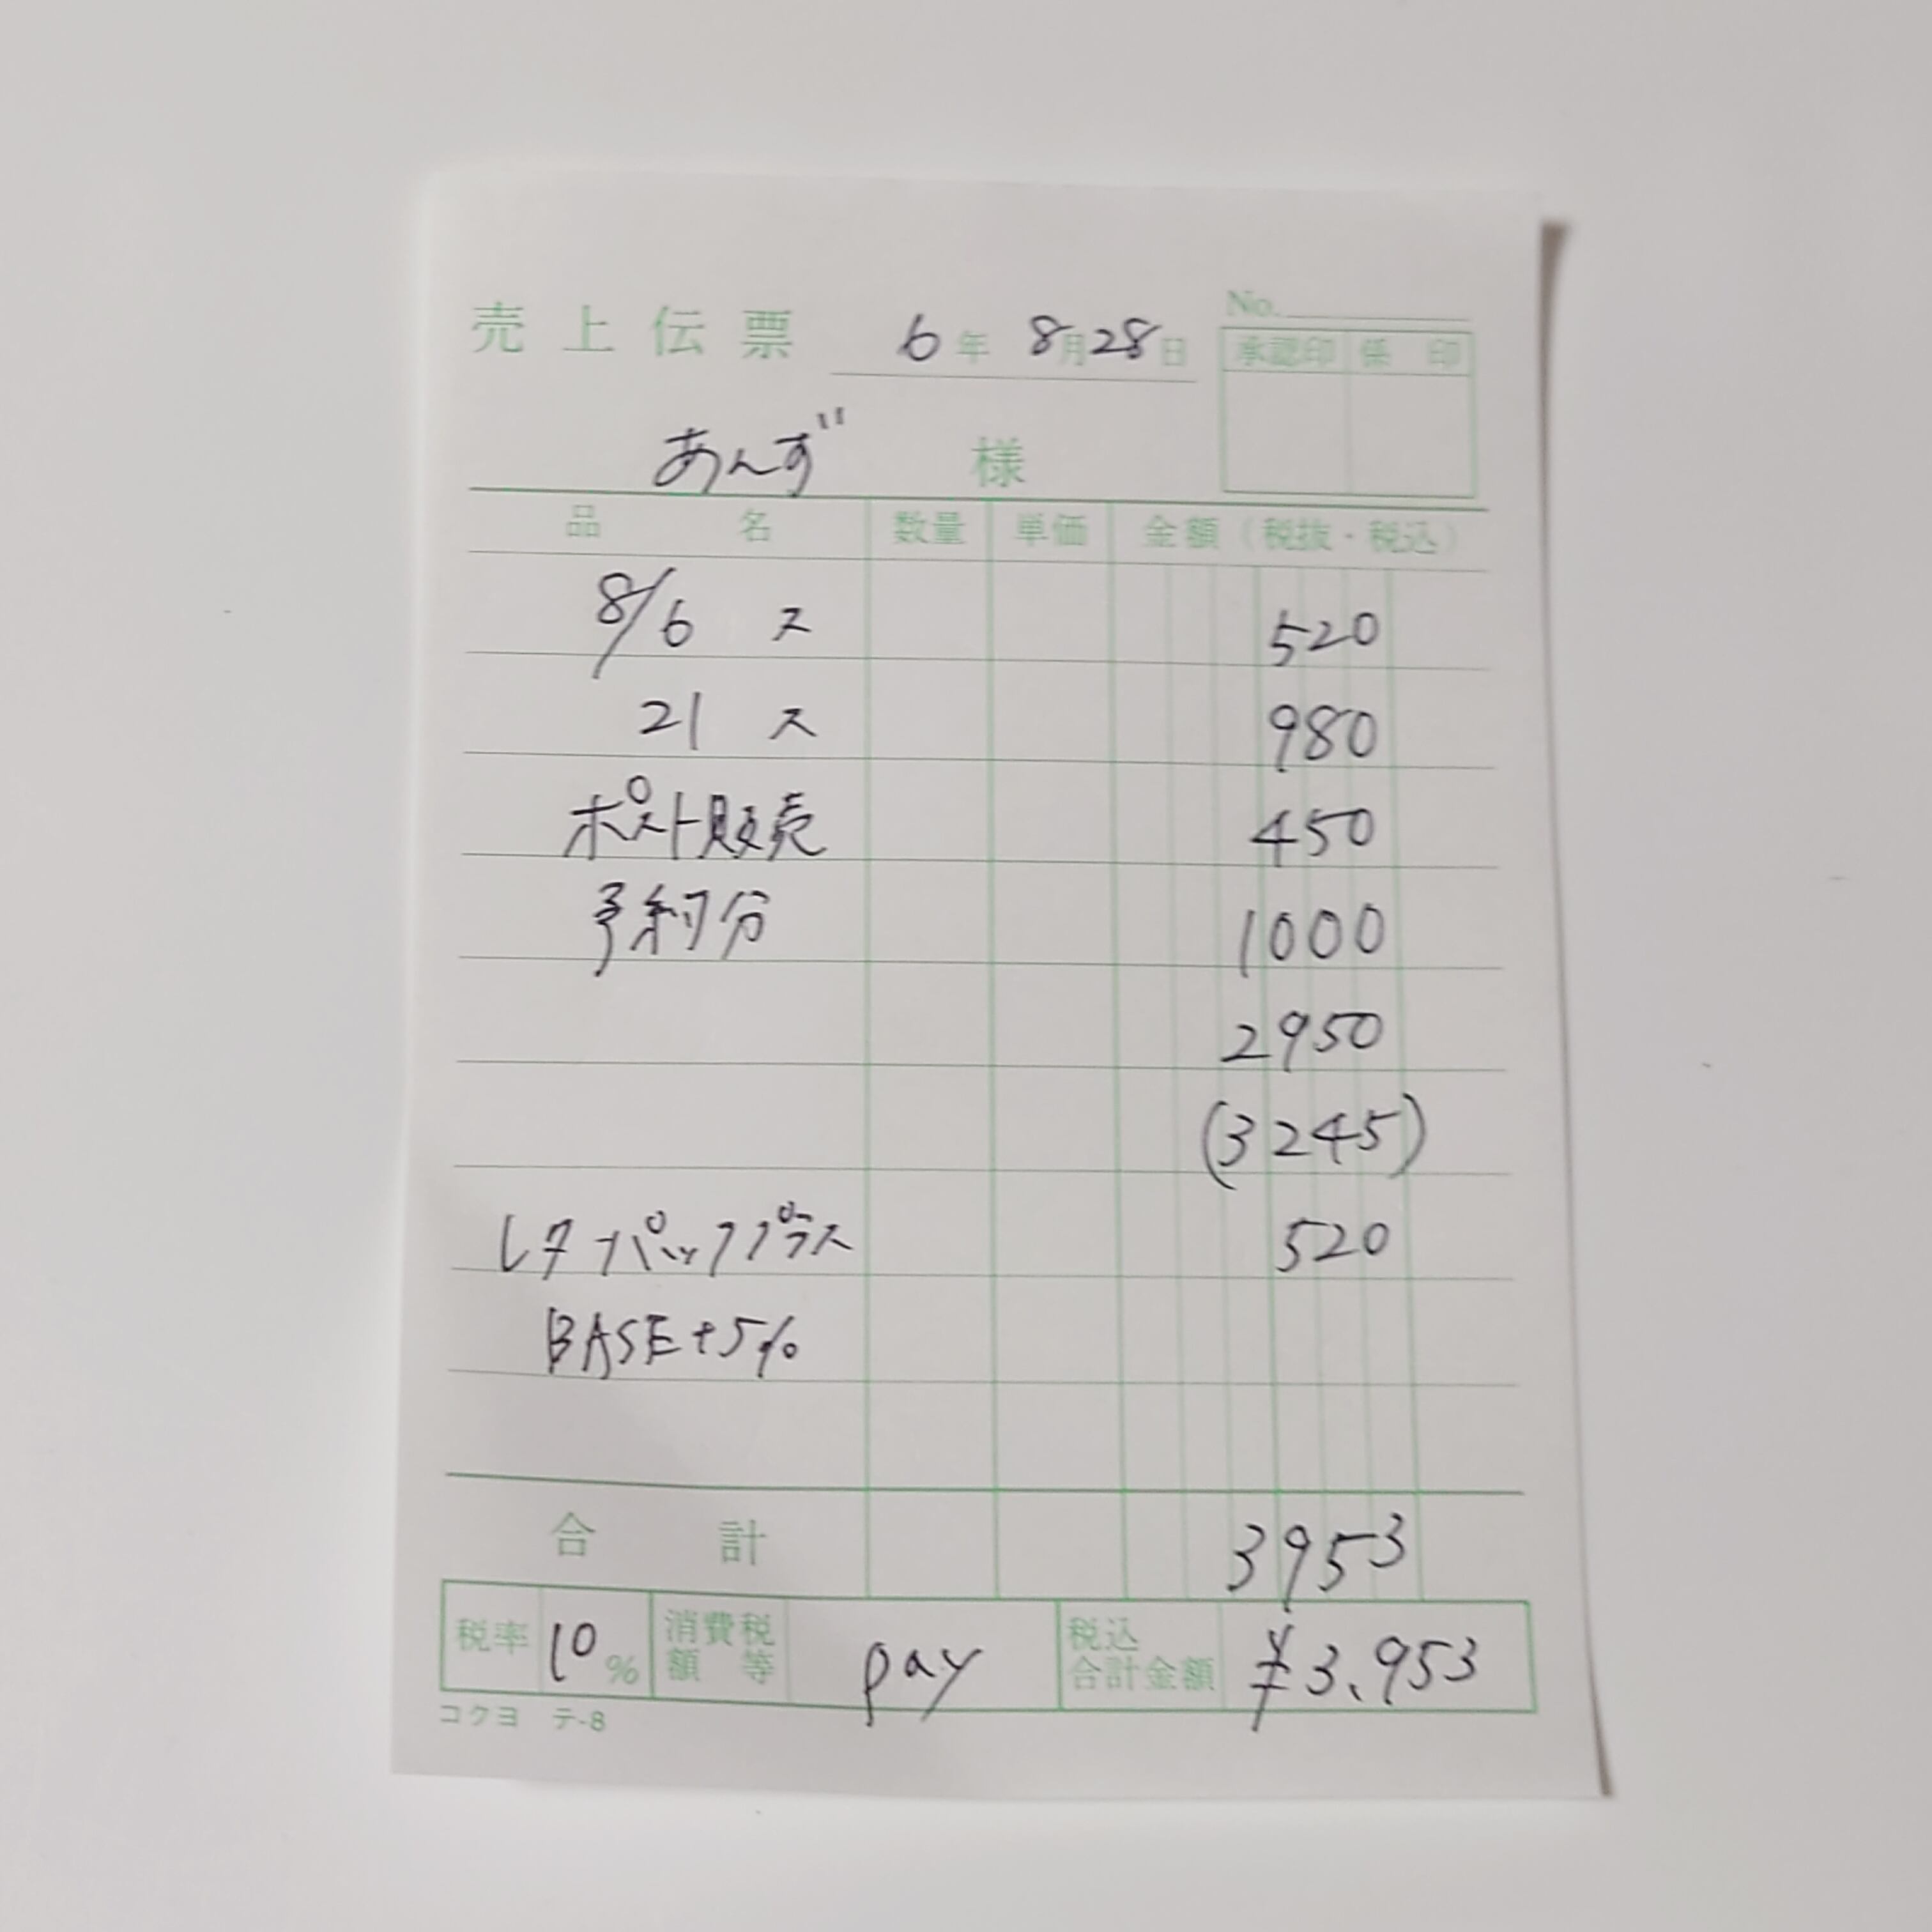 No.
売上伝票 6年 8月28日
承認印 係印
あんず 様
品名 数量 単価 金額(税抜・税込)
8/6 ス 520
21 ス 980
ポスト販売 450
予約分 1000
2950
(3245)
レターパックプラス 520
BASE+5%
合計 3953
税率 10% 消費税額等 pay 税込合計金額 ¥3,953
コクヨ テ-8